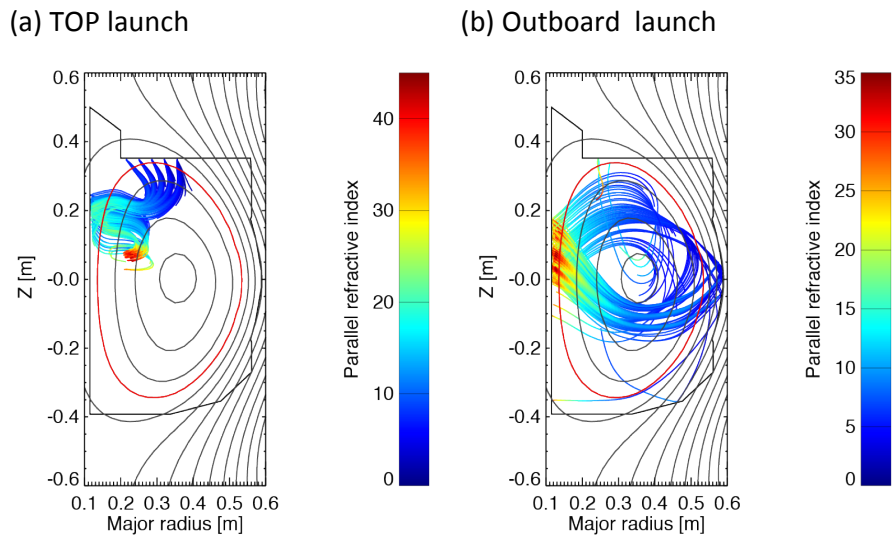 (a) TOP launch
(b) Outboard  launch
0.6
0.4
0.2
-0.0
-0.2
-0.4
-0.6
Z [m]
0.1 0.2 0.3 0.4 0.5 0.6
Major radius [m]
40
30
20
10
0
Parallel refractive index
0.6
0.4
0.2
-0.0
-0.2
-0.4
-0.6
Z [m]
0.1 0.2 0.3 0.4 0.5 0.6
Major radius [m]
35
30
25
20
15
10
5
0
Parallel refractive index